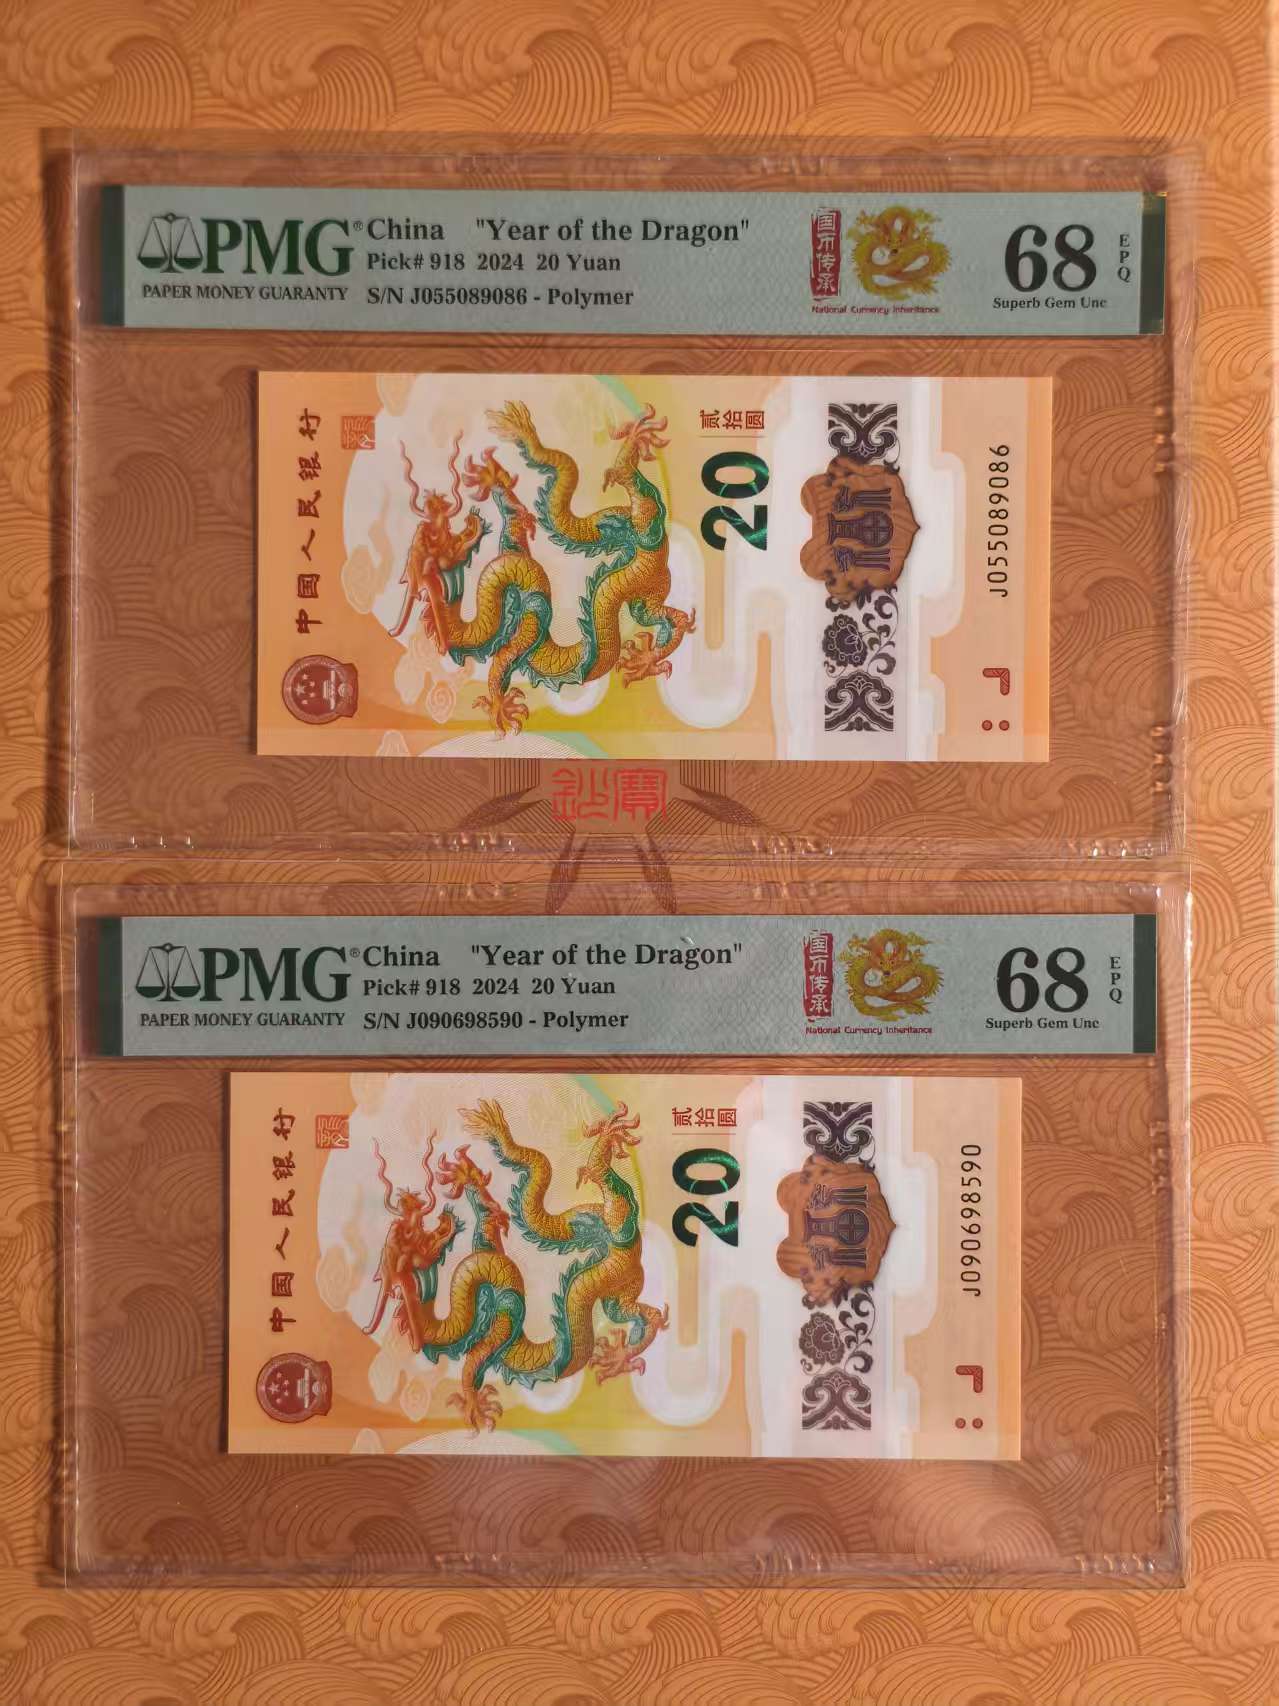 PMG® China "Year of the Dragon"
Pick# 918 2024 20 Yuan
PAPER MONEY GUARANTY S/N J055089086 - Polymer
国币传承
National Currency Inheritance
68 EPQ
Superb Gem Unc
中国人民银行
贰拾圆
20
福
J055089086
钞寶
PMG® China "Year of the Dragon"
Pick# 918 2024 20 Yuan
PAPER MONEY GUARANTY S/N J090698590 - Polymer
国币传承
National Currency Inheritance
68 EPQ
Superb Gem Unc
中国人民银行
贰拾圆
20
福
J090698590